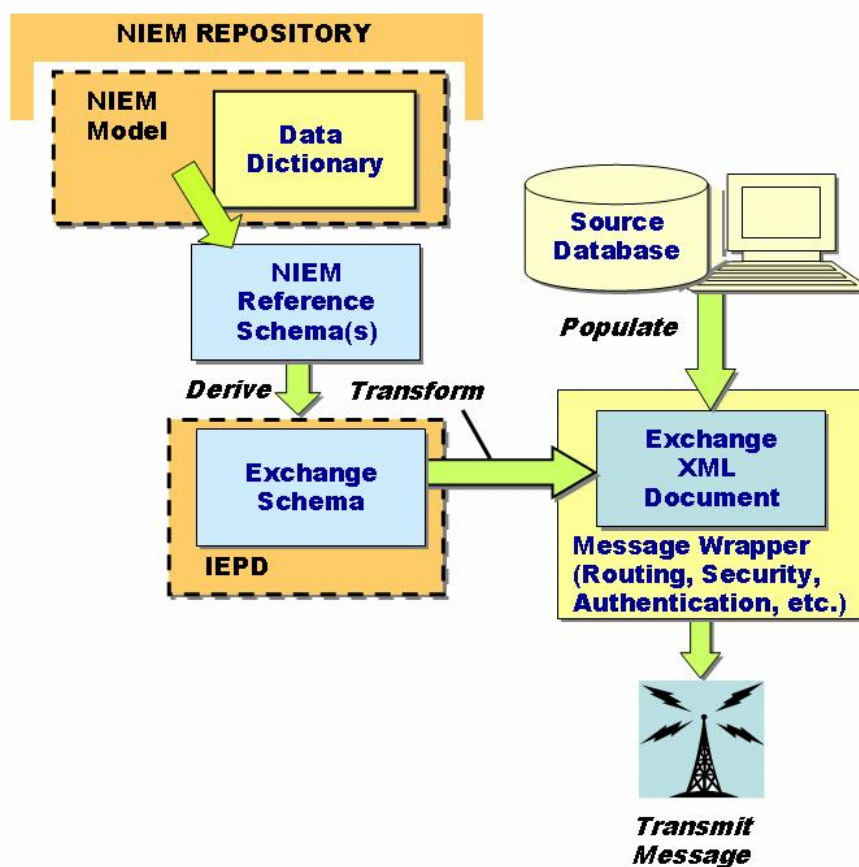 NIEM REPOSITORY
NIEM
Model
Data
Dictionary
NIEM
Reference
Schema(s)
Source
Database
Populate
Derive
Transform
Exchange
Schema
IEPD
Exchange
XML
Document
Message Wrapper
(Routing, Security,
Authentication, etc.)
Transmit
Message